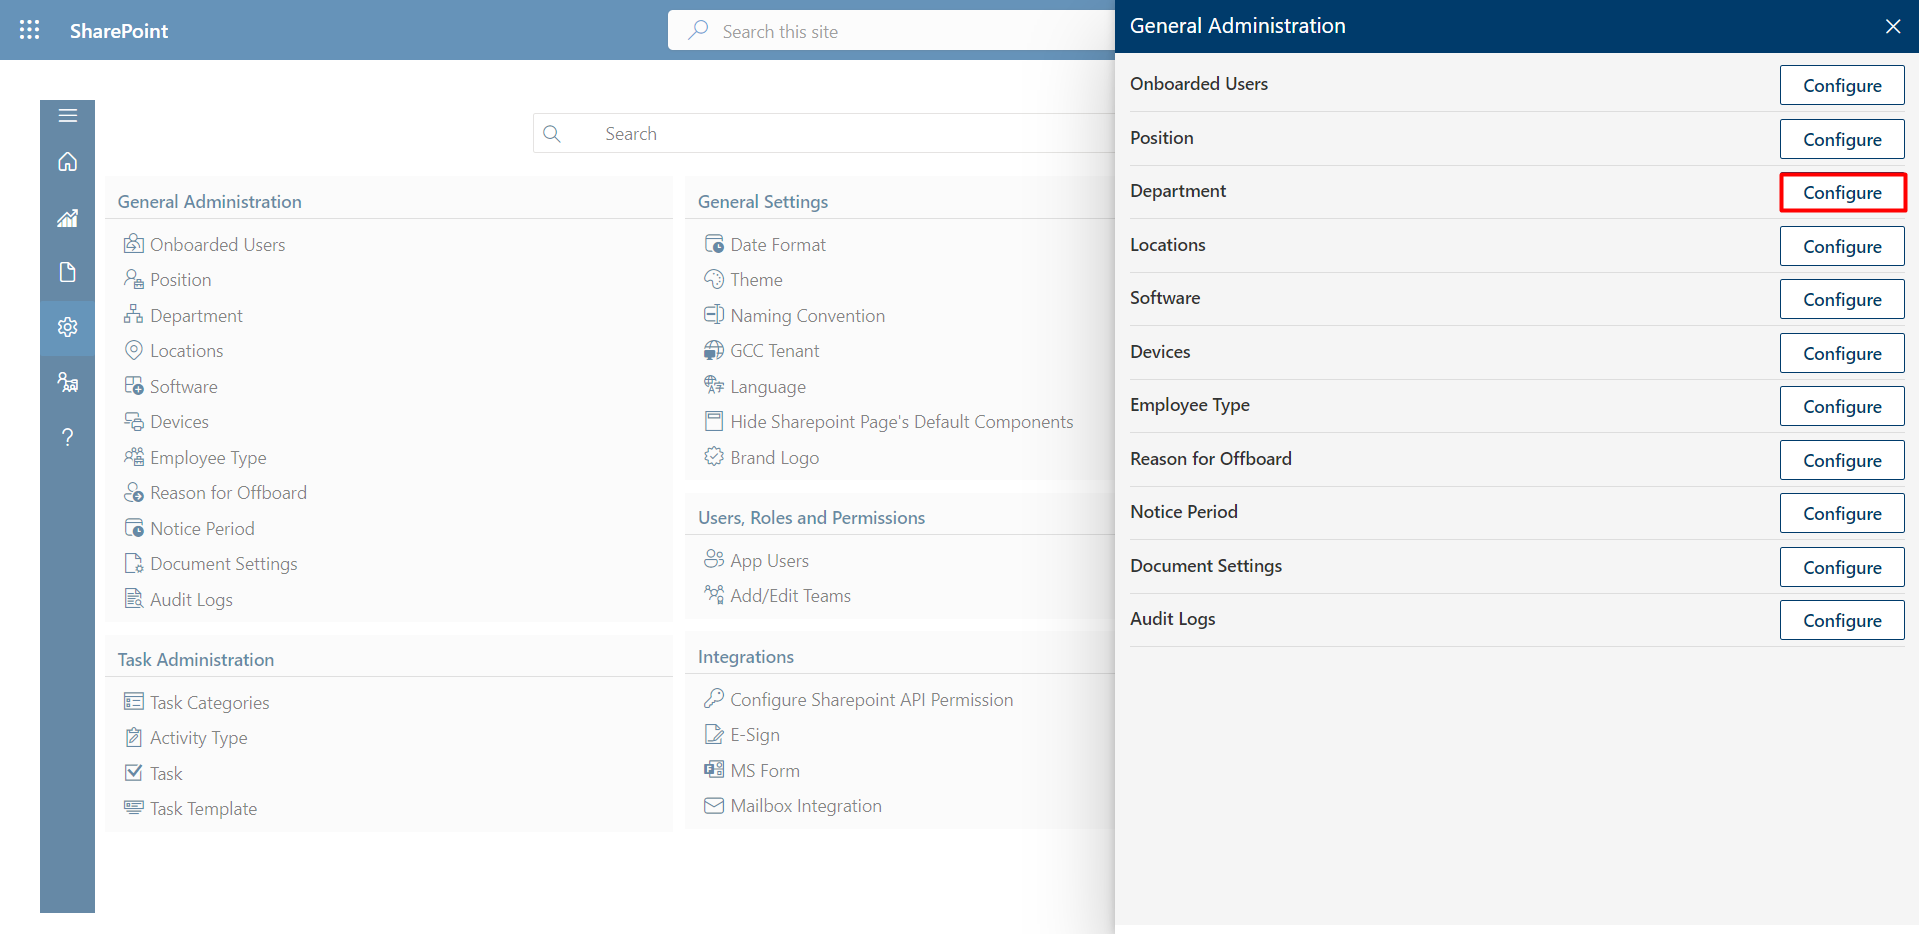 SharePoint
Search this site
Search
General Administration
Onboarded Users
Position
Department
Locations
Software
Devices
Employee Type
Reason for Offboard
Notice Period
Document Settings
Audit Logs
Task Administration
Task Categories
Activity Type
Task
Task Template
General Settings
Date Format
Theme
Naming Convention
GCC Tenant
Language
Hide Sharepoint Page's Default Components
Brand Logo
Users, Roles and Permissions
App Users
Add/Edit Teams
Integrations
Configure Sharepoint API Permission
E-Sign
MS Form
Mailbox Integration
General Administration
Onboarded Users Configure
Position Configure
Department Configure
Locations Configure
Software Configure
Devices Configure
Employee Type Configure
Reason for Offboard Configure
Notice Period Configure
Document Settings Configure
Audit Logs Configure